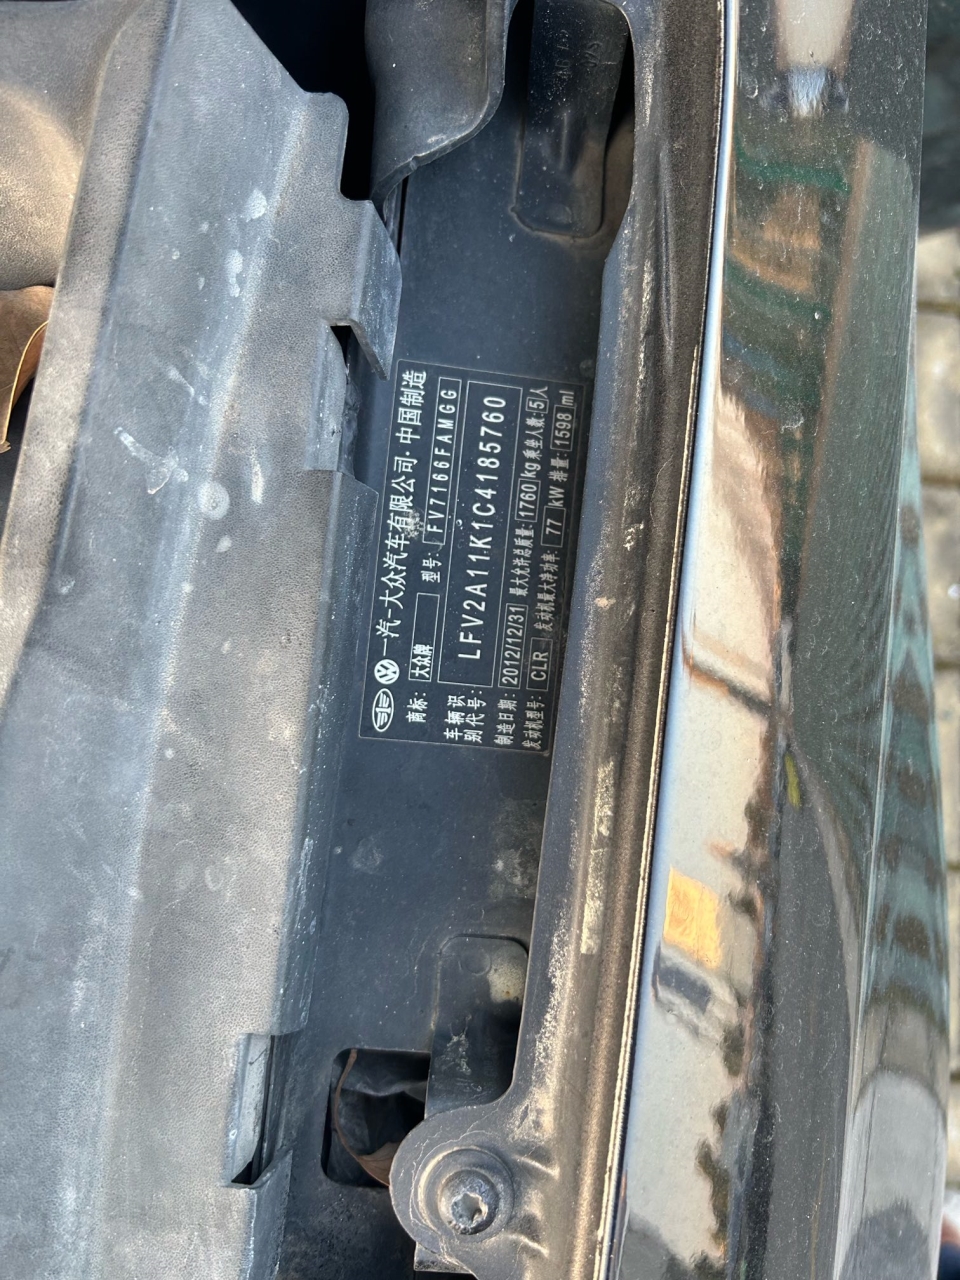 一汽-大众汽车有限公司·中国制造
商标: 大众牌 型号: FV7166FAMGG
车辆识别代号: LFV2A11K1C4185760
制造日期: 2012/12/31 最大允许总质量: 1760 kg 乘坐人数: 5 人
发动机型号: CLR 发动机最大净功率: 77 kW 排量: 1598 ml